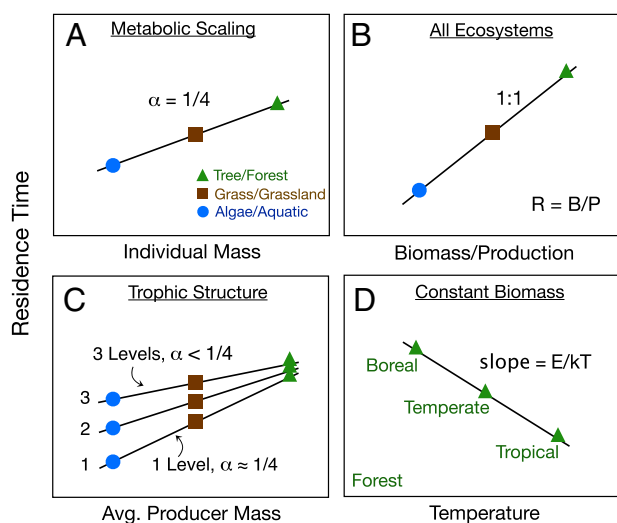 Residence Time
A
Metabolic Scaling
α = 1/4
Tree/Forest
Grass/Grassland
Algae/Aquatic
Individual Mass
B
All Ecosystems
1:1
R = B/P
Biomass/Production
C
Trophic Structure
3 Levels, α < 1/4
3
2
1
1 Level, α ≈ 1/4
Avg. Producer Mass
D
Constant Biomass
slope = E/kT
Boreal
Temperate
Tropical
Forest
Temperature